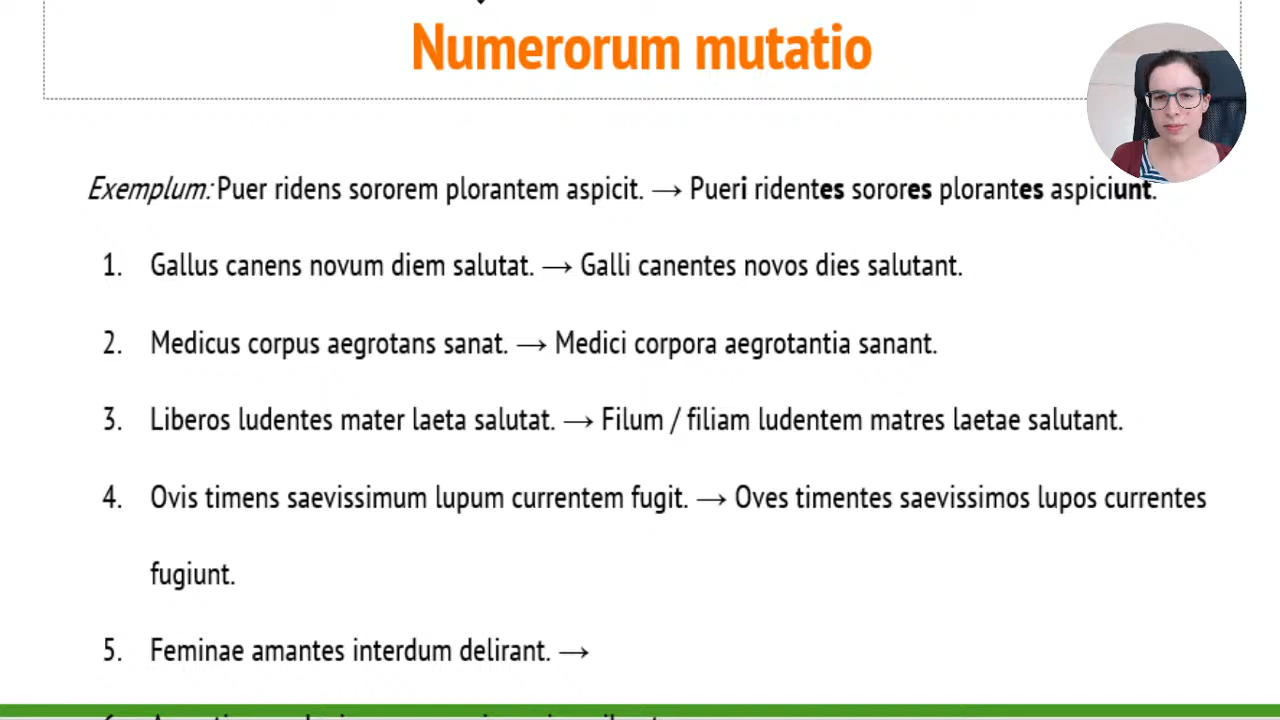 Numerorum mutatio
Exemplum: Puer ridens sororem plorantem aspicit. → Pueri ridentes sorores plorantes aspiciunt.
1. Gallus canens novum diem salutat. → Galli canentes novos dies salutant.
2. Medicus corpus aegrotans sanat. → Medici corpora aegrotantia sanant.
3. Liberos ludentes mater laeta salutat. → Filum / filiam ludentem matres laetae salutant.
4. Ovis timens saevissimum lupum currentem fugit. → Oves timentes saevissimos lupos currentes
fugiunt.
5. Feminae amantes interdum delirant. →